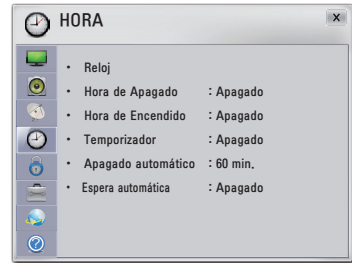 HORA
x
• Reloj
• Hora de Apagado : Apagado
• Hora de Encendido : Apagado
• Temporizador : Apagado
• Apagado automático : 60 min.
• Espera automática : Apagado
?